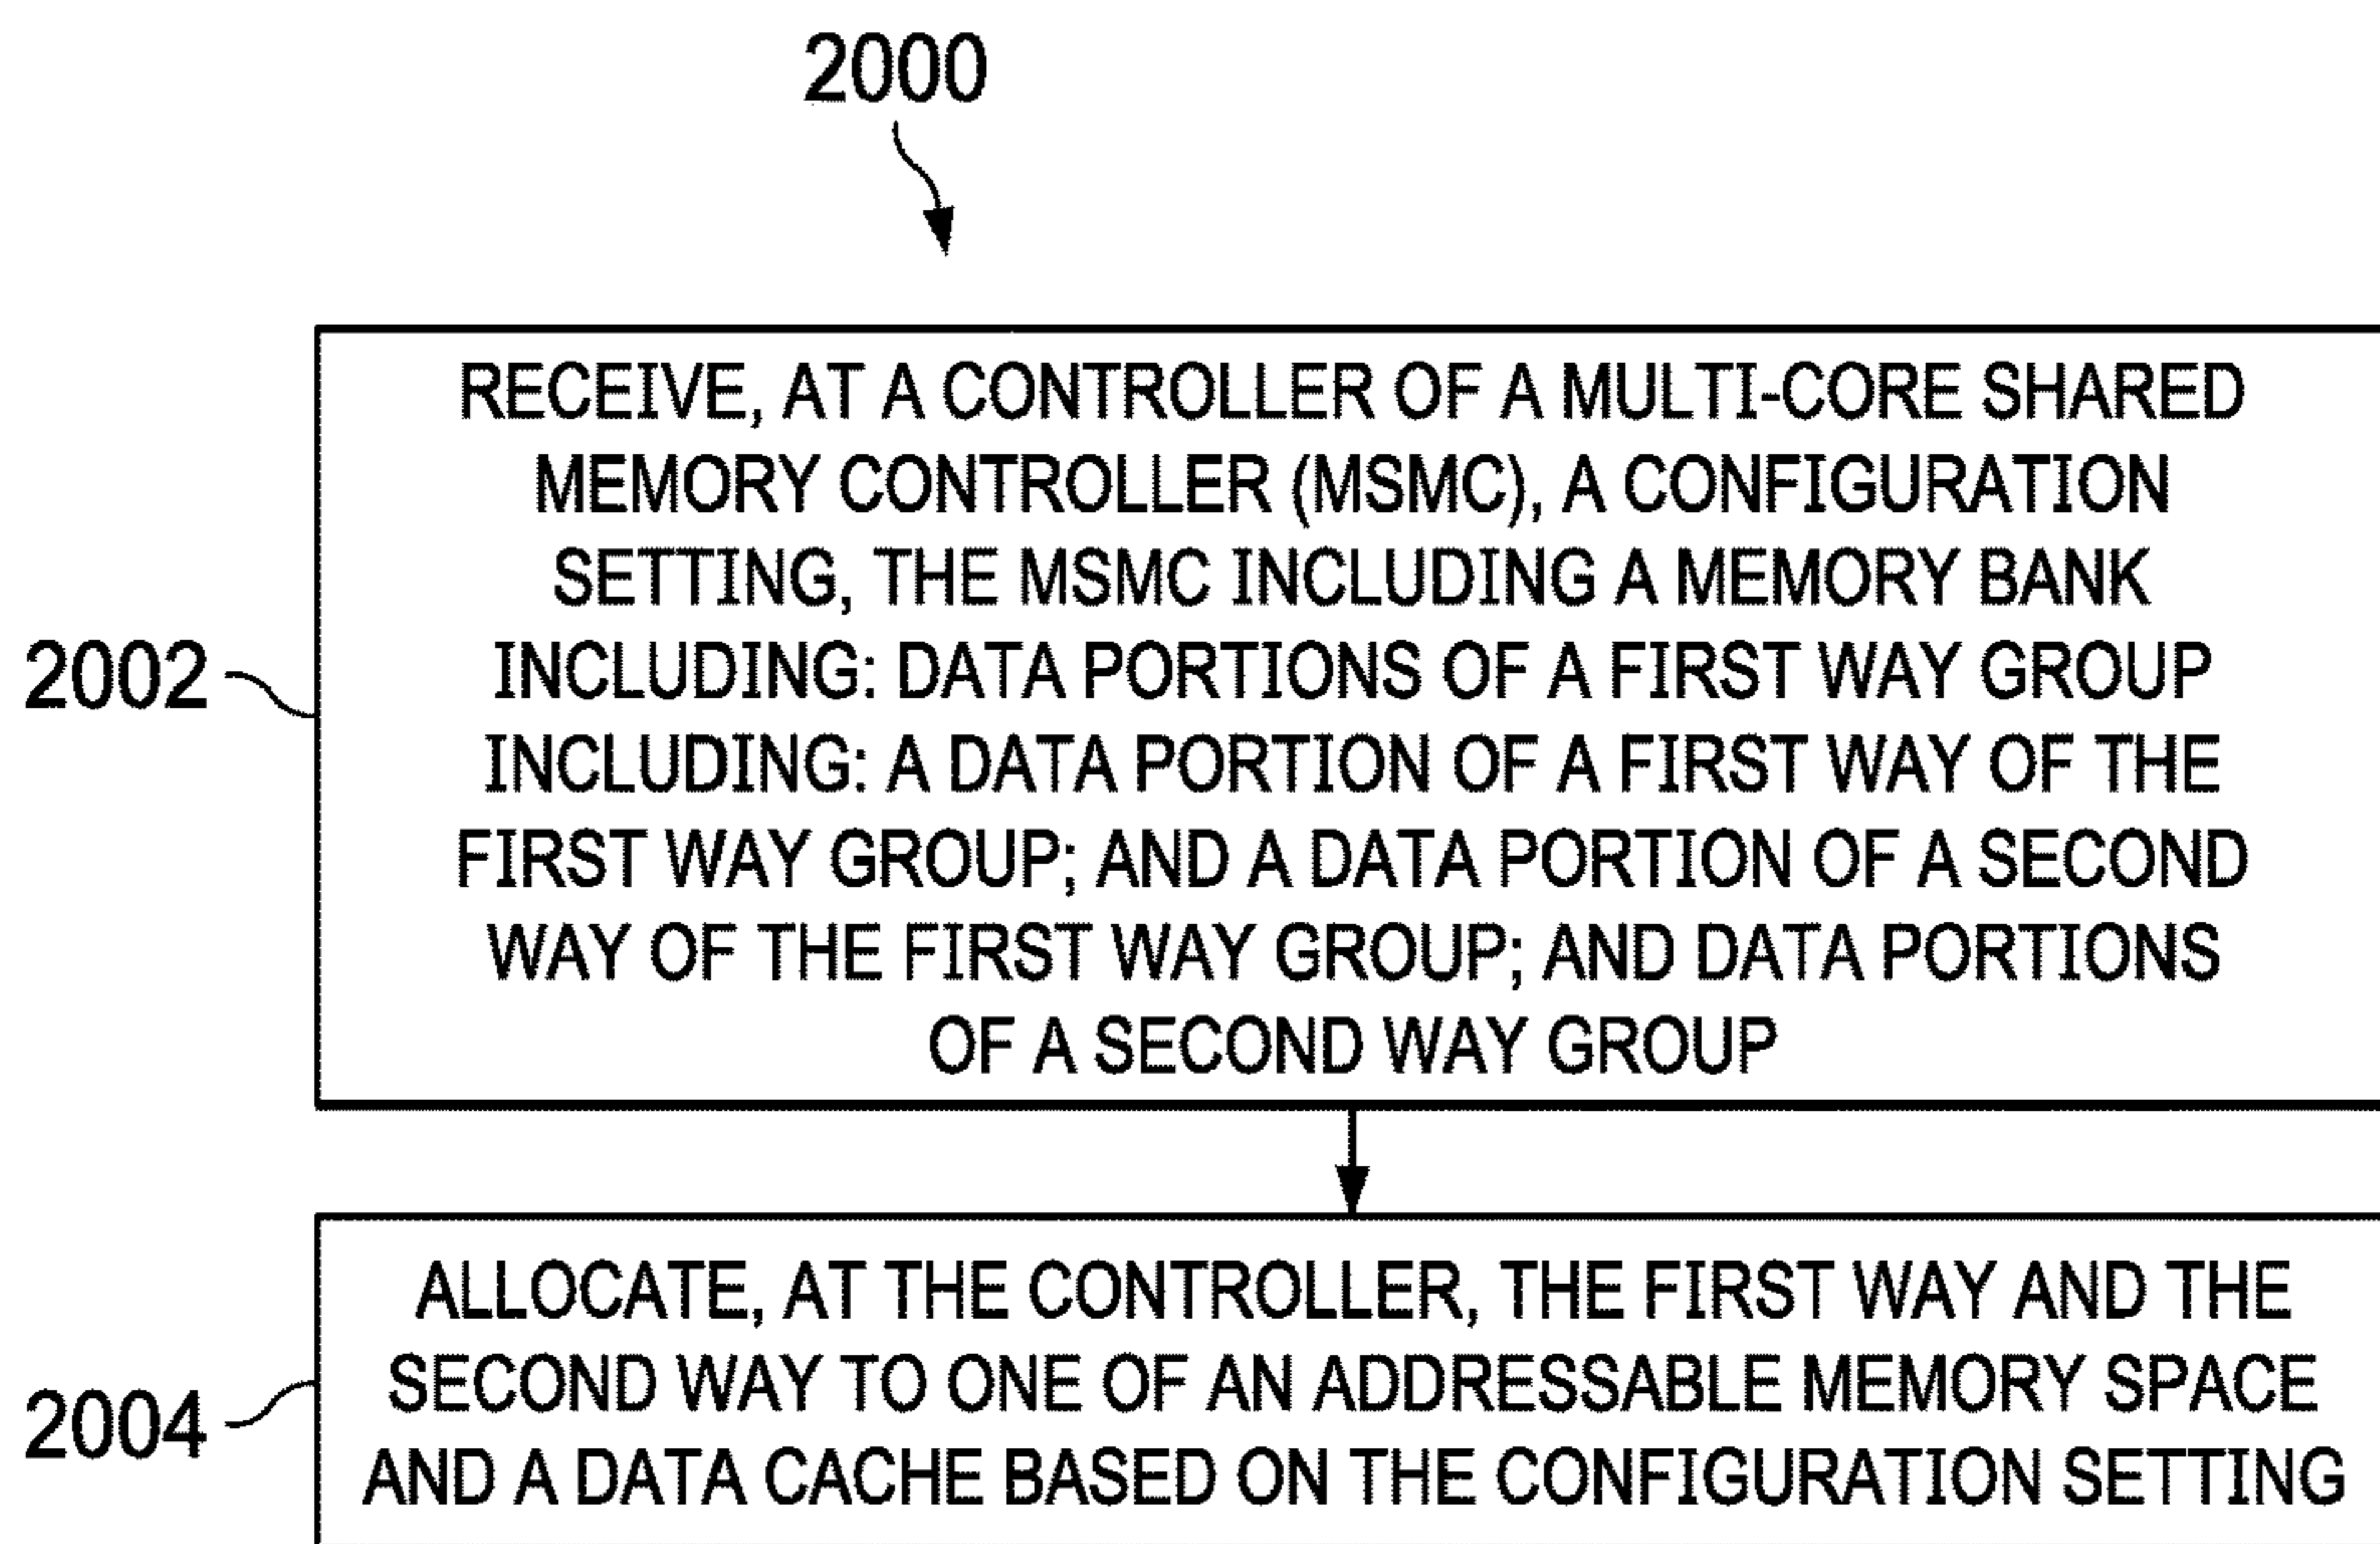 2000
RECEIVE, AT A CONTROLLER OF A MULTI-CORE SHARED
MEMORY CONTROLLER (MSMC), A CONFIGURATION
SETTING, THE MSMC INCLUDING A MEMORY BANK
INCLUDING: DATA PORTIONS OF A FIRST WAY GROUP
INCLUDING: A DATA PORTION OF A FIRST WAY OF THE
FIRST WAY GROUP; AND A DATA PORTION OF A SECOND
WAY OF THE FIRST WAY GROUP; AND DATA PORTIONS
OF A SECOND WAY GROUP
2002
ALLOCATE, AT THE CONTROLLER, THE FIRST WAY AND THE
SECOND WAY TO ONE OF AN ADDRESSABLE MEMORY SPACE
AND A DATA CACHE BASED ON THE CONFIGURATION SETTING
2004